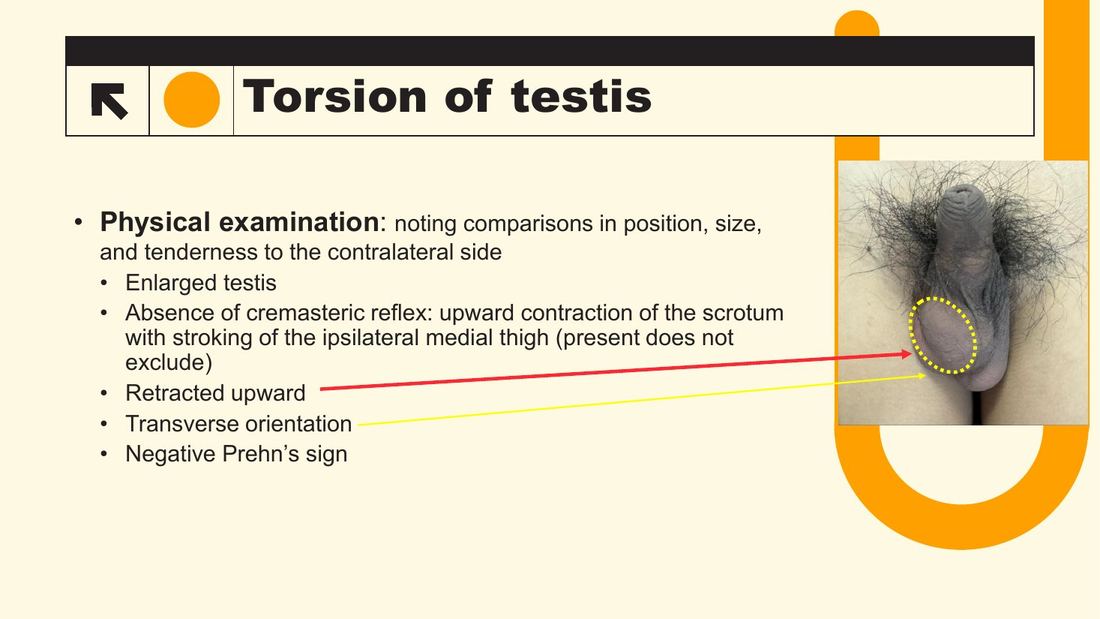 Torsion of testis
• Physical examination: noting comparisons in position, size,
and tenderness to the contralateral side
• Enlarged testis
• Absence of cremasteric reflex: upward contraction of the scrotum
with stroking of the ipsilateral medial thigh (present does not
exclude)
• Retracted upward
• Transverse orientation
• Negative Prehn’s sign